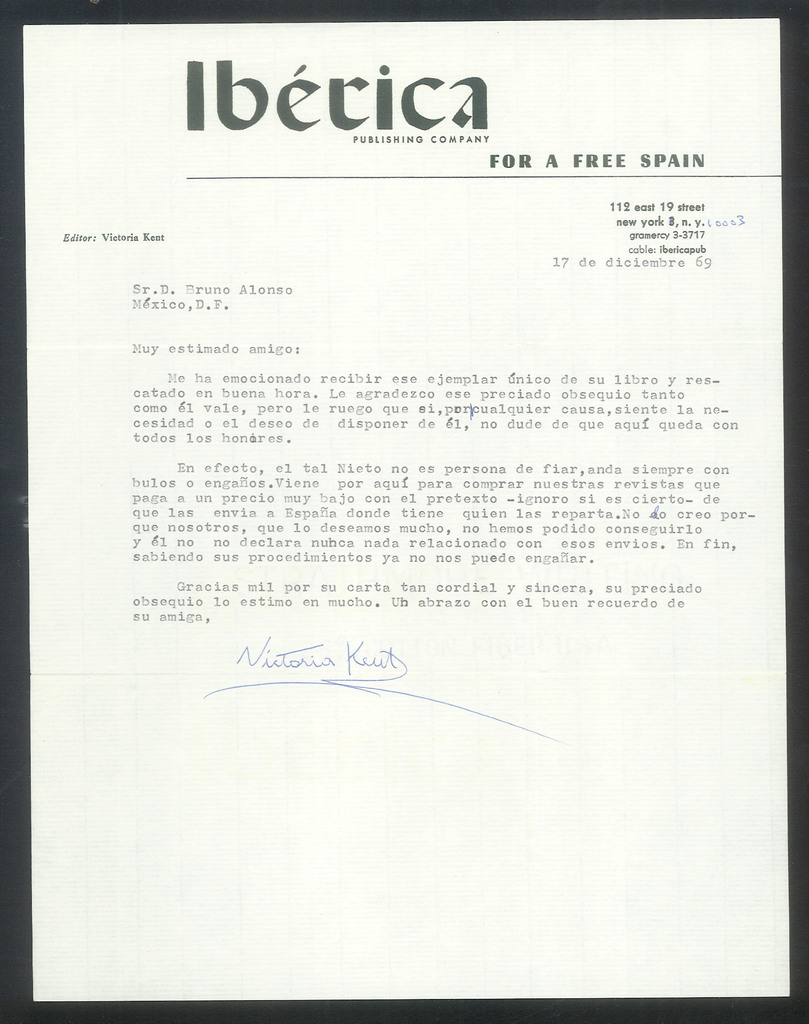 Ibérica
PUBLISHING COMPANY
FOR A FREE SPAIN
112 east 19 street
new york 3, n. y. 10003
gramercy 3-3717
cable: ibericapub
Editor: Victoria Kent
17 de diciembre 69
Sr.D. Bruno Alonso
México,D.F.
Muy estimado amigo:
Me ha emocionado recibir ese ejemplar único de su libro y res-
catado en buena hora. Le agradezco ese preciado obsequio tanto
como él vale, pero le ruego que si,por cualquier causa,siente la ne-
cesidad o el deseo de disponer de él, no dude de que aquí queda con
todos los honores.
En efecto, el tal Nieto no es persona de fiar,anda siempre con
bulos o engaños.Viene por aquí para comprar nuestras revistas que
paga a un precio muy bajo con el pretexto -ignoro si es cierto- de
que las envia a España donde tiene quien las reparta.No lo creo por-
que nosotros, que lo deseamos mucho, no hemos podido conseguirlo
y él no no declara nunca nada relacionado con esos envios. En fin,
sabiendo sus procedimientos ya no nos puede engañar.
Gracias mil por su carta tan cordial y sincera, su preciado
obsequio lo estimo en mucho. Un abrazo con el buen recuerdo de
su amiga,
Victoria Kent